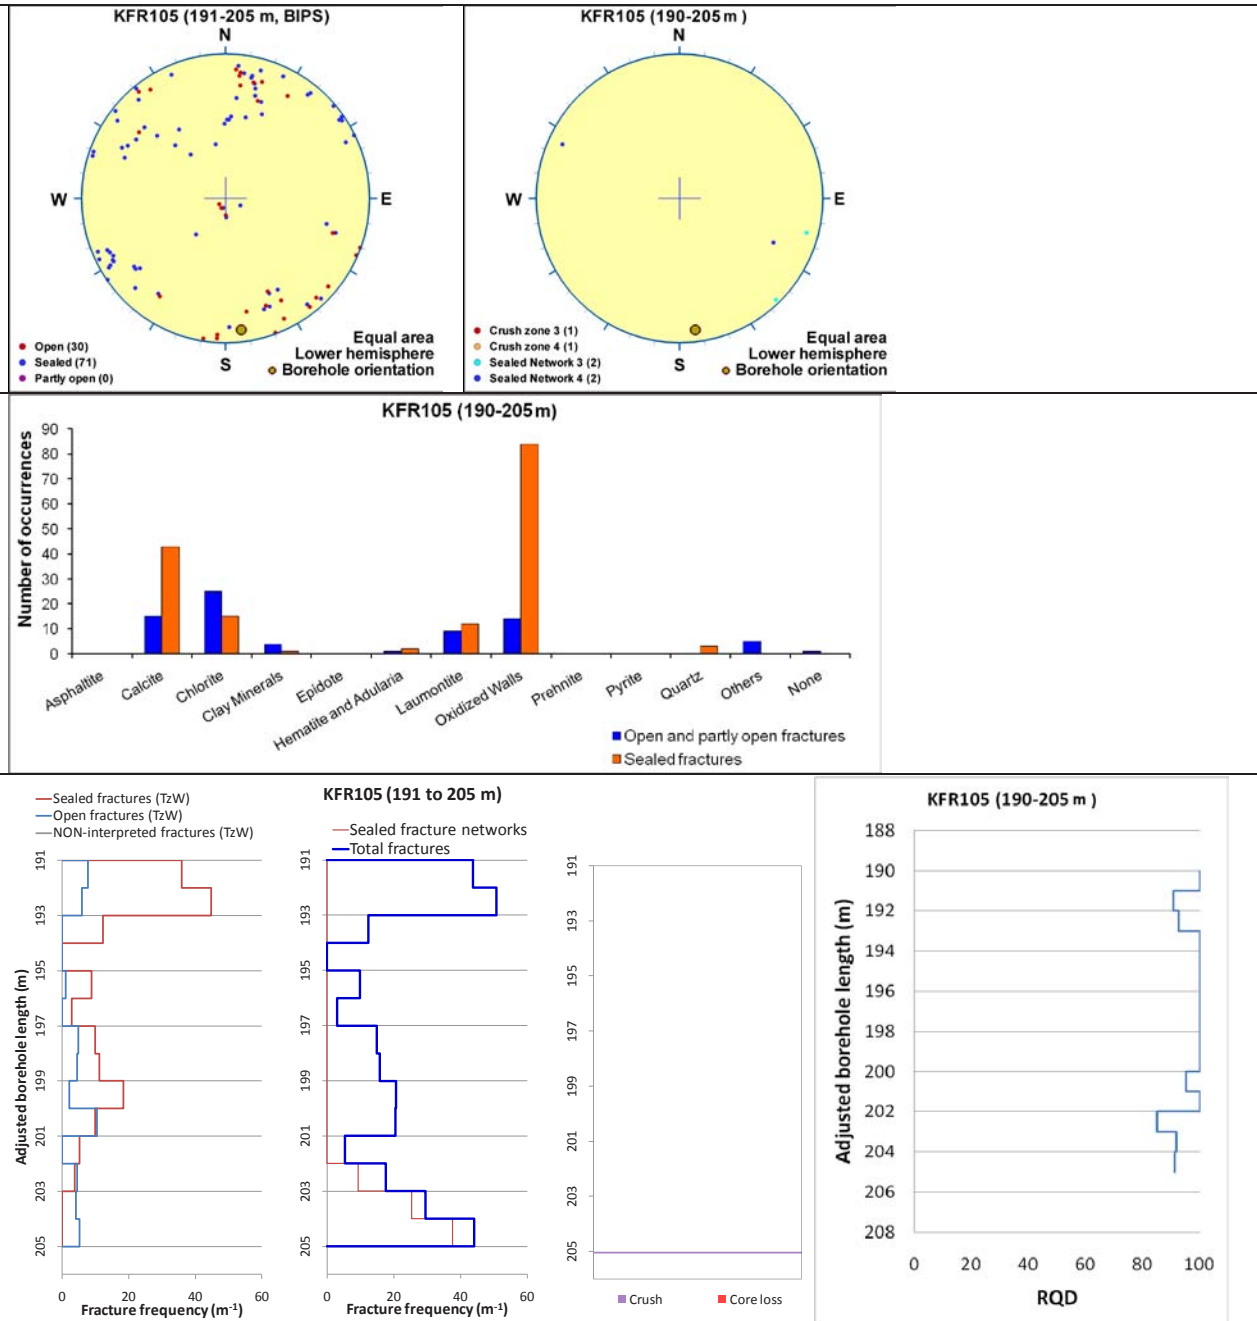 KFR105 (191-205 m, BIPS)
N
W
E
S
Open (30)
Sealed (71)
Partly open (0)
Equal area
Lower hemisphere
Borehole orientation
KFR105 (190-205m )
N
W
E
S
Crush zone 3 (1)
Crush zone 4 (1)
Sealed Network 3 (2)
Sealed Network 4 (2)
Equal area
Lower hemisphere
Borehole orientation
KFR105 (190-205m)
Number of occurrences
90
80
70
60
50
40
30
20
10
0
Asphaltite
Calcite
Chlorite
Clay Minerals
Epidote
Hematite and Adularia
Laumontite
Oxidized Walls
Prehnite
Pyrite
Quartz
Others
None
Open and partly open fractures
Sealed fractures
Sealed fractures (TzW)
Open fractures (TzW)
NON-interpreted fractures (TzW)
Adjusted borehole length (m)
191
193
195
197
199
201
203
205
0 20 40 60
Fracture frequency (m⁻¹)
KFR105 (191 to 205 m)
Sealed fracture networks
Total fractures
191
193
195
197
199
201
203
205
0 20 40 60
Fracture frequency (m⁻¹)
191
193
195
197
199
201
203
205
Crush
Core loss
KFR105 (190-205 m )
Adjusted borehole length (m)
188
190
192
194
196
198
200
202
204
206
208
0 20 40 60 80 100
RQD